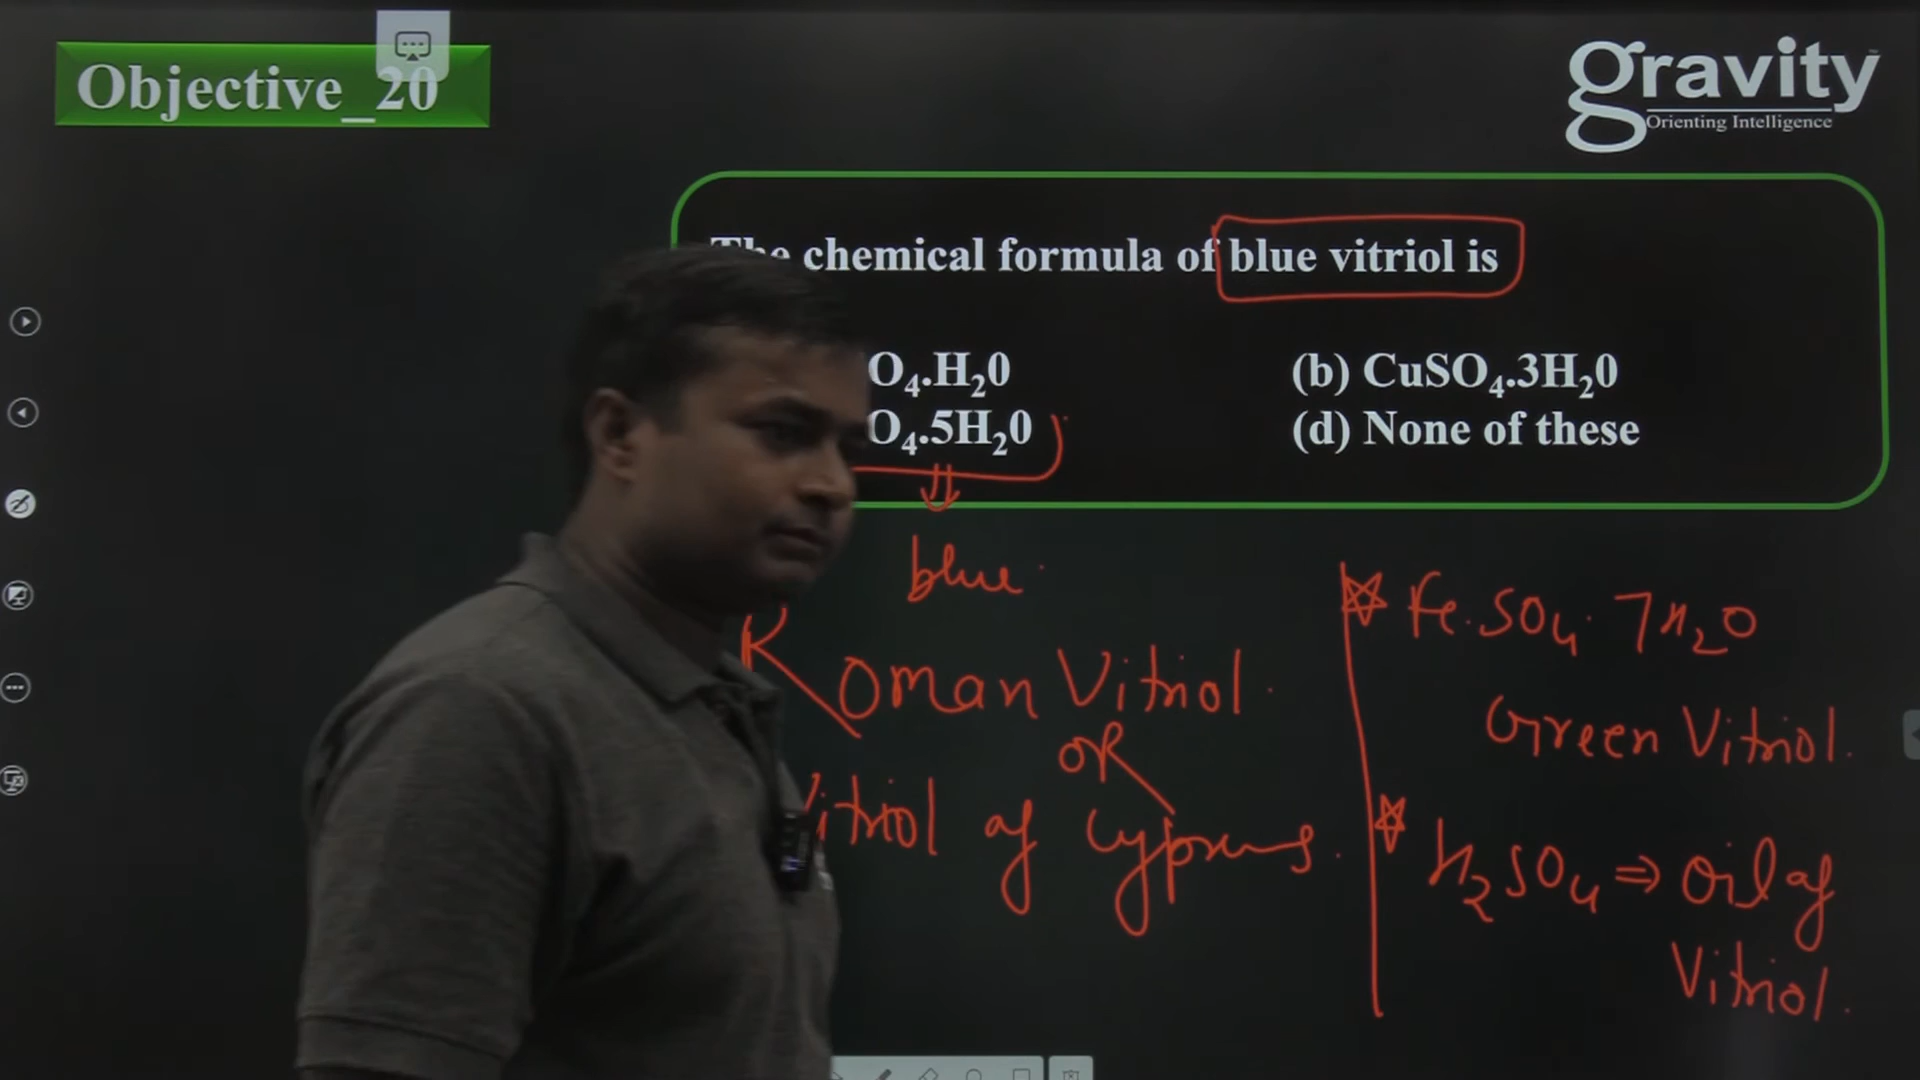 Objective_20
gravity
Orienting Intelligence
The chemical formula of blue vitriol is
O₄.H₂0
(b) CuSO₄.3H₂0
O₄.5H₂0
(d) None of these
blue.
Roman Vitriol.
OR
Vitriol of Cyprus.
Fe.SO₄.7H₂O
Green Vitriol.
H₂SO₄ ⇒ Oil of
Vitriol.